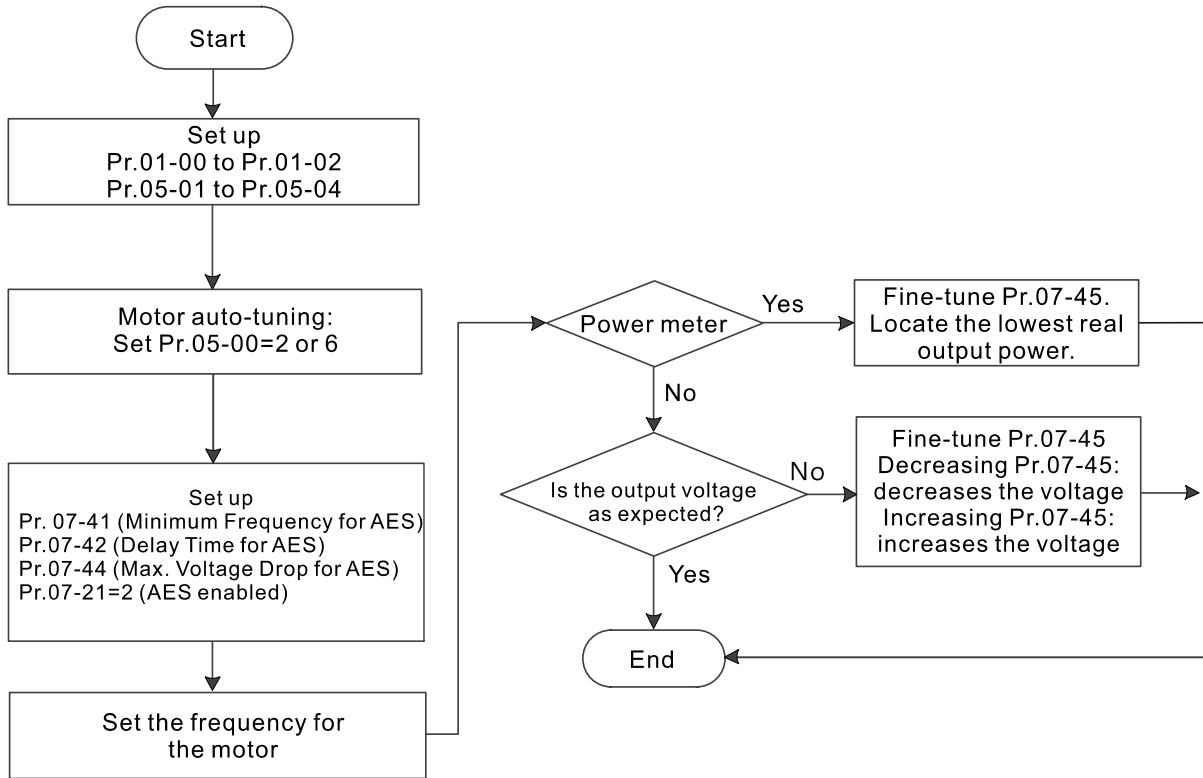 Start
Set up
Pr.01-00 to Pr.01-02
Pr.05-01 to Pr.05-04
Motor auto-tuning:
Set Pr.05-00=2 or 6
Set up
Pr. 07-41 (Minimum Frequency for AES)
Pr.07-42 (Delay Time for AES)
Pr.07-44 (Max. Voltage Drop for AES)
Pr.07-21=2 (AES enabled)
Set the frequency for
the motor
Power meter
Yes
Fine-tune Pr.07-45.
Locate the lowest real
output power.
No
Is the output voltage
as expected?
No
Fine-tune Pr.07-45
Decreasing Pr.07-45:
decreases the voltage
Increasing Pr.07-45:
increases the voltage
Yes
End